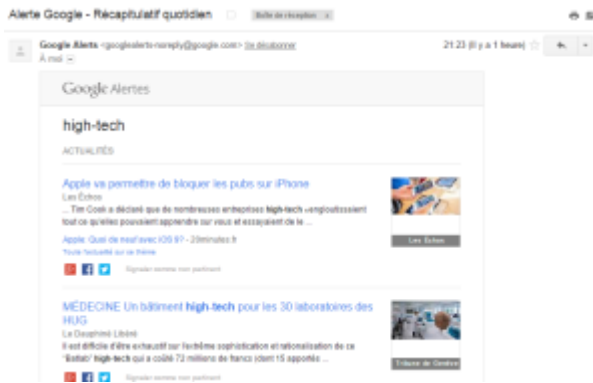 Alerte Google - Récapitulatif quotidien
Boîte de réception x
Google Alerts <googlealerts-noreply@google.com> Se désabonner
21:23 (il y a 1 heure)
À moi
Google Alertes
high-tech
ACTUALITÉS
Apple va permettre de bloquer les pubs sur iPhone
Les Échos
... Tim Cook a déclaré que de nombreuses entreprises high-tech «engloutissaient
tout ce qu'elles pouvaient apprendre sur vous et essayaient de le ...
Apple: Quoi de neuf avec iOS 9? - 20minutes.fr
Toute l'actualité sur ce thème
Les Echos
Signaler comme non pertinent
MÉDECINE Un bâtiment high-tech pour les 30 laboratoires des
HUG
Le Dauphiné Libéré
Il est difficile d'être exhaustif sur l'extrême sophistication et rationalisation de ce
"Batlab" high-tech qui a coûté 72 millions de francs (dont 15 apportés ...
Tribune de Genève
Signaler comme non pertinent